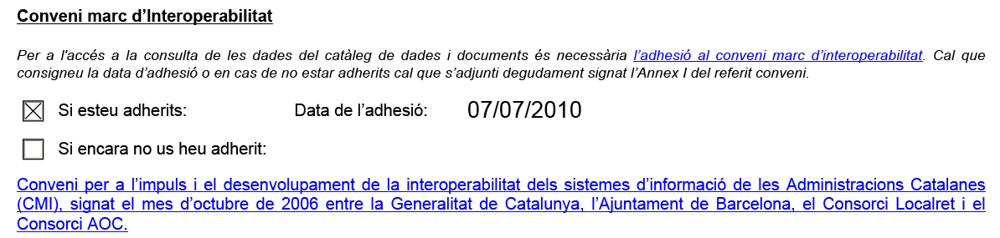 Conveni marc d’Interoperabilitat
Per a l'accés a la consulta de les dades del catàleg de dades i documents és necessària l’adhesió al conveni marc d’interoperabilitat. Cal que
consigneu la data d’adhesió o en cas de no estar adherits cal que s’adjunti degudament signat l’Annex I del referit conveni.
Si esteu adherits: Data de l’adhesió: 07/07/2010
Si encara no us heu adherit:
Conveni per a l’impuls i el desenvolupament de la interoperabilitat dels sistemes d’informació de les Administracions Catalanes
(CMI), signat el mes d’octubre de 2006 entre la Generalitat de Catalunya, l’Ajuntament de Barcelona, el Consorci Localret i el
Consorci AOC.